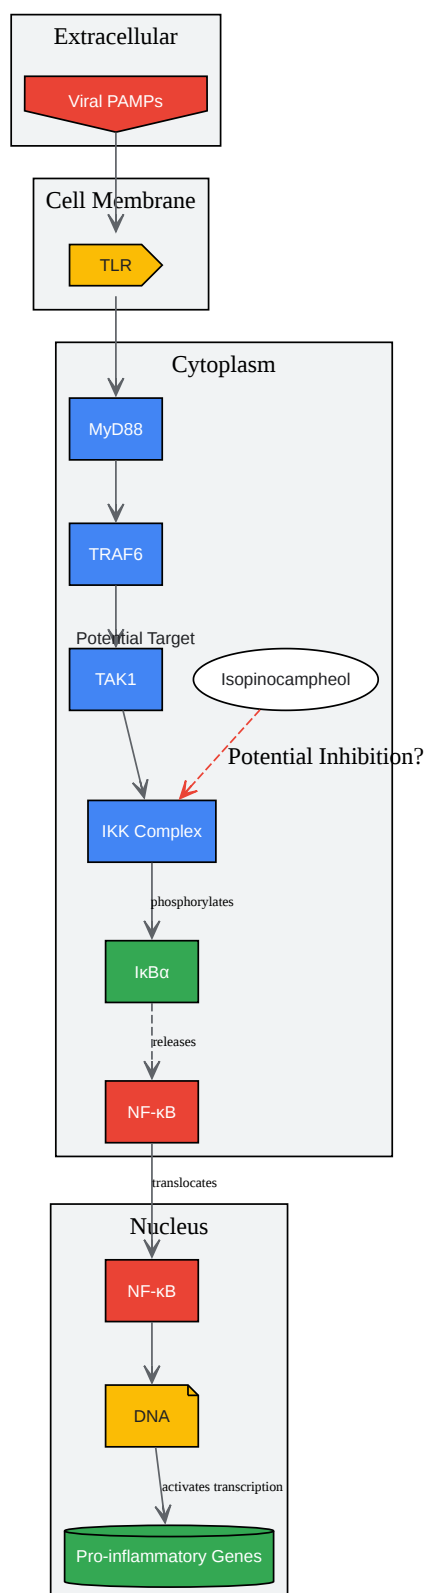 Extracellular
Viral PAMPs
Cell Membrane
TLR
Cytoplasm
MyD88
TRAF6
Potential Target
TAK1
Isopinocampheol
Potential Inhibition?
IKK Complex
phosphorylates
IκBα
releases
NF-κB
translocates
Nucleus
NF-κB
DNA
activates transcription
Pro-inflammatory Genes